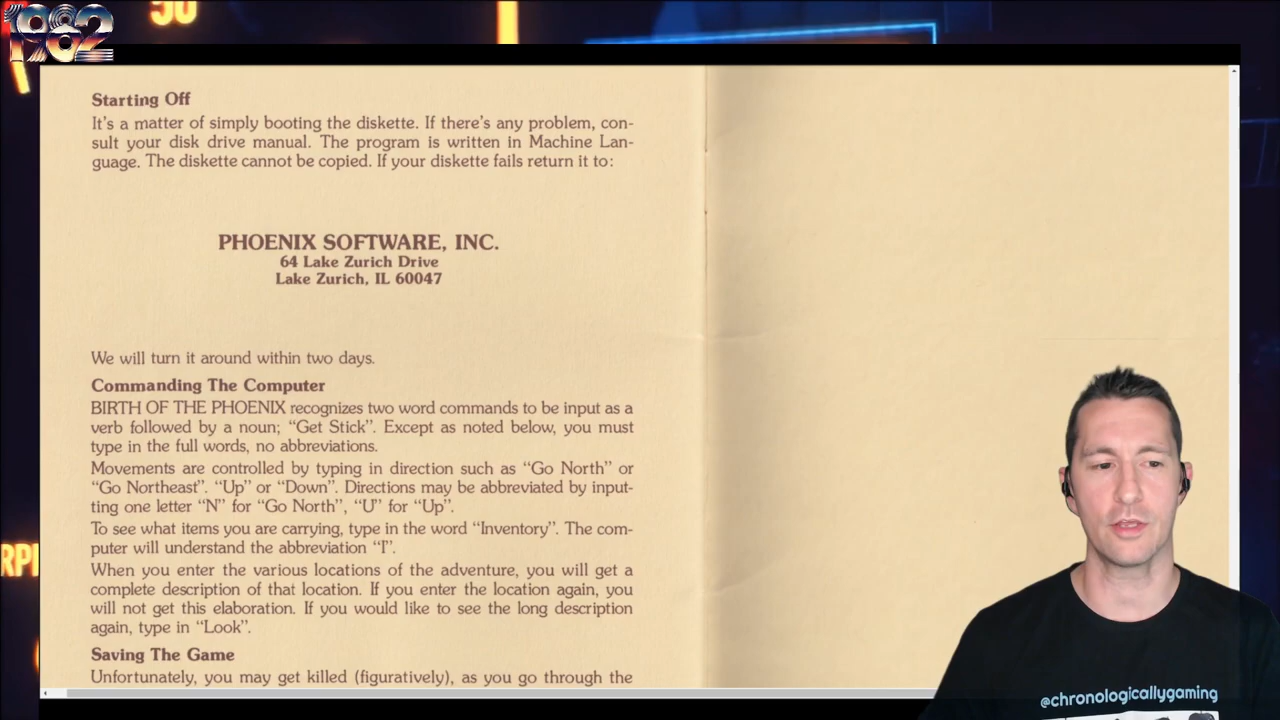 50
1982
Starting Off
It's a matter of simply booting the diskette. If there's any problem, con-
sult your disk drive manual. The program is written in Machine Lan-
guage. The diskette cannot be copied. If your diskette fails return it to:
PHOENIX SOFTWARE, INC.
64 Lake Zurich Drive
Lake Zurich, IL 60047
We will turn it around within two days.
Commanding The Computer
BIRTH OF THE PHOENIX recognizes two word commands to be input as a
verb followed by a noun; “Get Stick”. Except as noted below, you must
type in the full words, no abbreviations.
Movements are controlled by typing in direction such as “Go North” or
“Go Northeast”. “Up” or “Down”. Directions may be abbreviated by input-
ting one letter “N” for “Go North”, “U” for “Up”.
To see what items you are carrying, type in the word “Inventory”. The com-
puter will understand the abbreviation “I”.
When you enter the various locations of the adventure, you will get a
complete description of that location. If you enter the location again, you
will not get this elaboration. If you would like to see the long description
again, type in “Look”.
Saving The Game
Unfortunately, you may get killed (figuratively), as you go through the
@chronologicallygaming